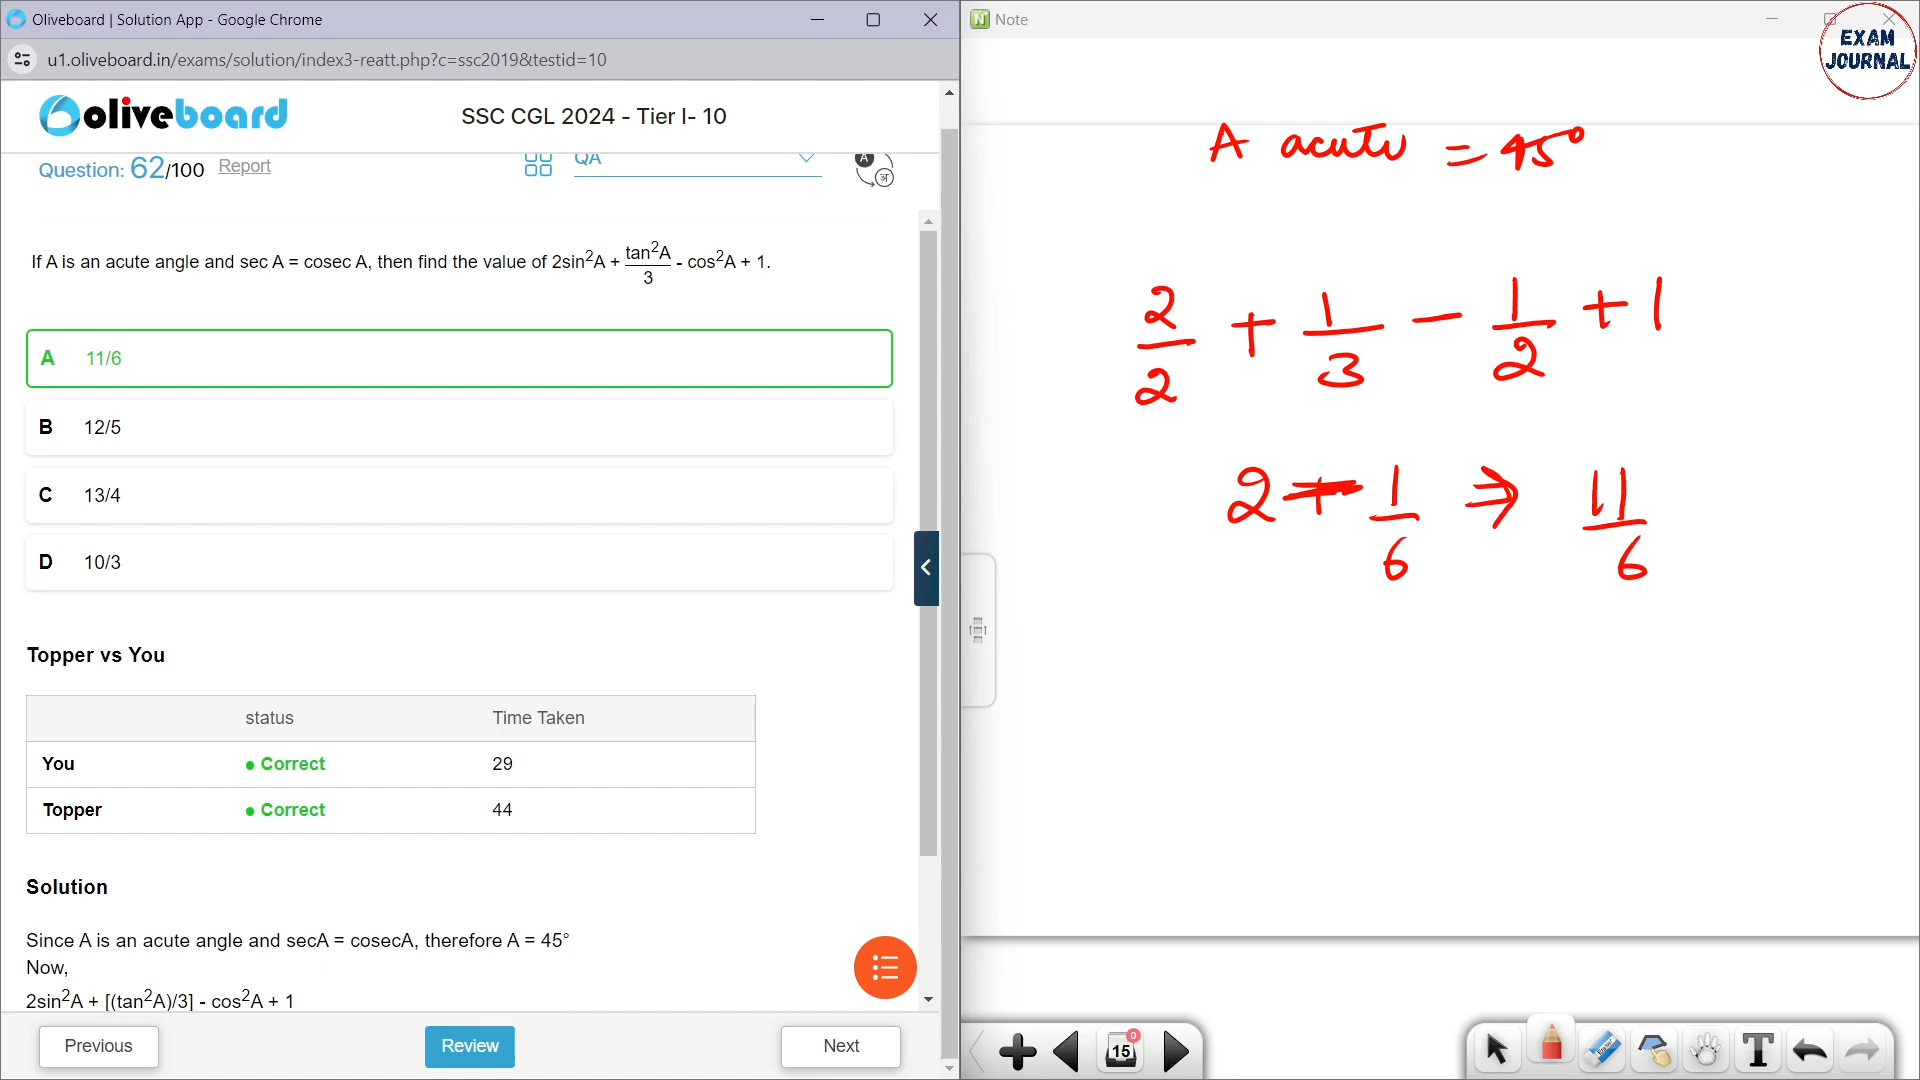 Oliveboard | Solution App - Google Chrome
u1.oliveboard.in/exams/solution/index3-reatt.php?c=ssc2019&testid=10
oliveboard
SSC CGL 2024 - Tier I- 10
Question: 62/100 Report
QA
A
अ
If A is an acute angle and sec A = cosec A, then find the value of 2sin²A + tan²A/3 - cos²A + 1.
A 11/6
B 12/5
C 13/4
D 10/3
Topper vs You
status Time Taken
You Correct 29
Topper Correct 44
Solution
Since A is an acute angle and secA = cosecA, therefore A = 45°
Now,
2sin²A + [(tan²A)/3] - cos²A + 1
Previous Review Next
Note
EXAM
JOURNAL
A acute = 45°
2/2 + 1/3 - 1/2 + 1
2 - 1/6 ⇒ 11/6
15
0
T